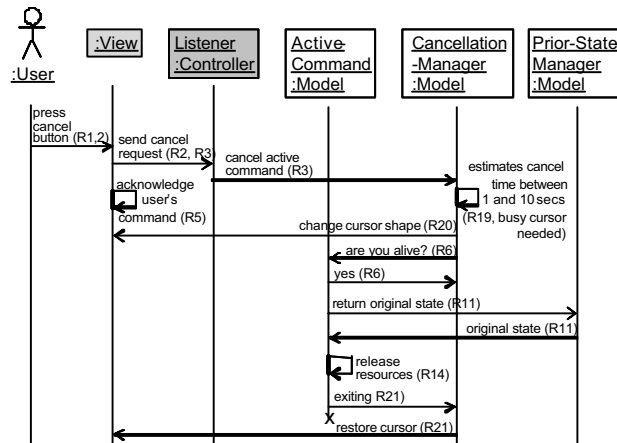 :User
:View
Listener
:Controller
Active-
Command
:Model
Cancellation
-Manager
:Model
Prior-State
Manager
:Model
press
cancel
button (R1,2)
send cancel
request (R2, R3)
cancel active
command (R3)
estimates cancel
time between
1 and 10 secs
(R19, busy cursor
needed)
acknowledge
user's
command (R5)
change cursor shape (R20)
are you alive? (R6)
yes (R6)
return original state (R11)
original state (R11)
release
resources (R14)
exiting R21)
X
restore cursor (R21)